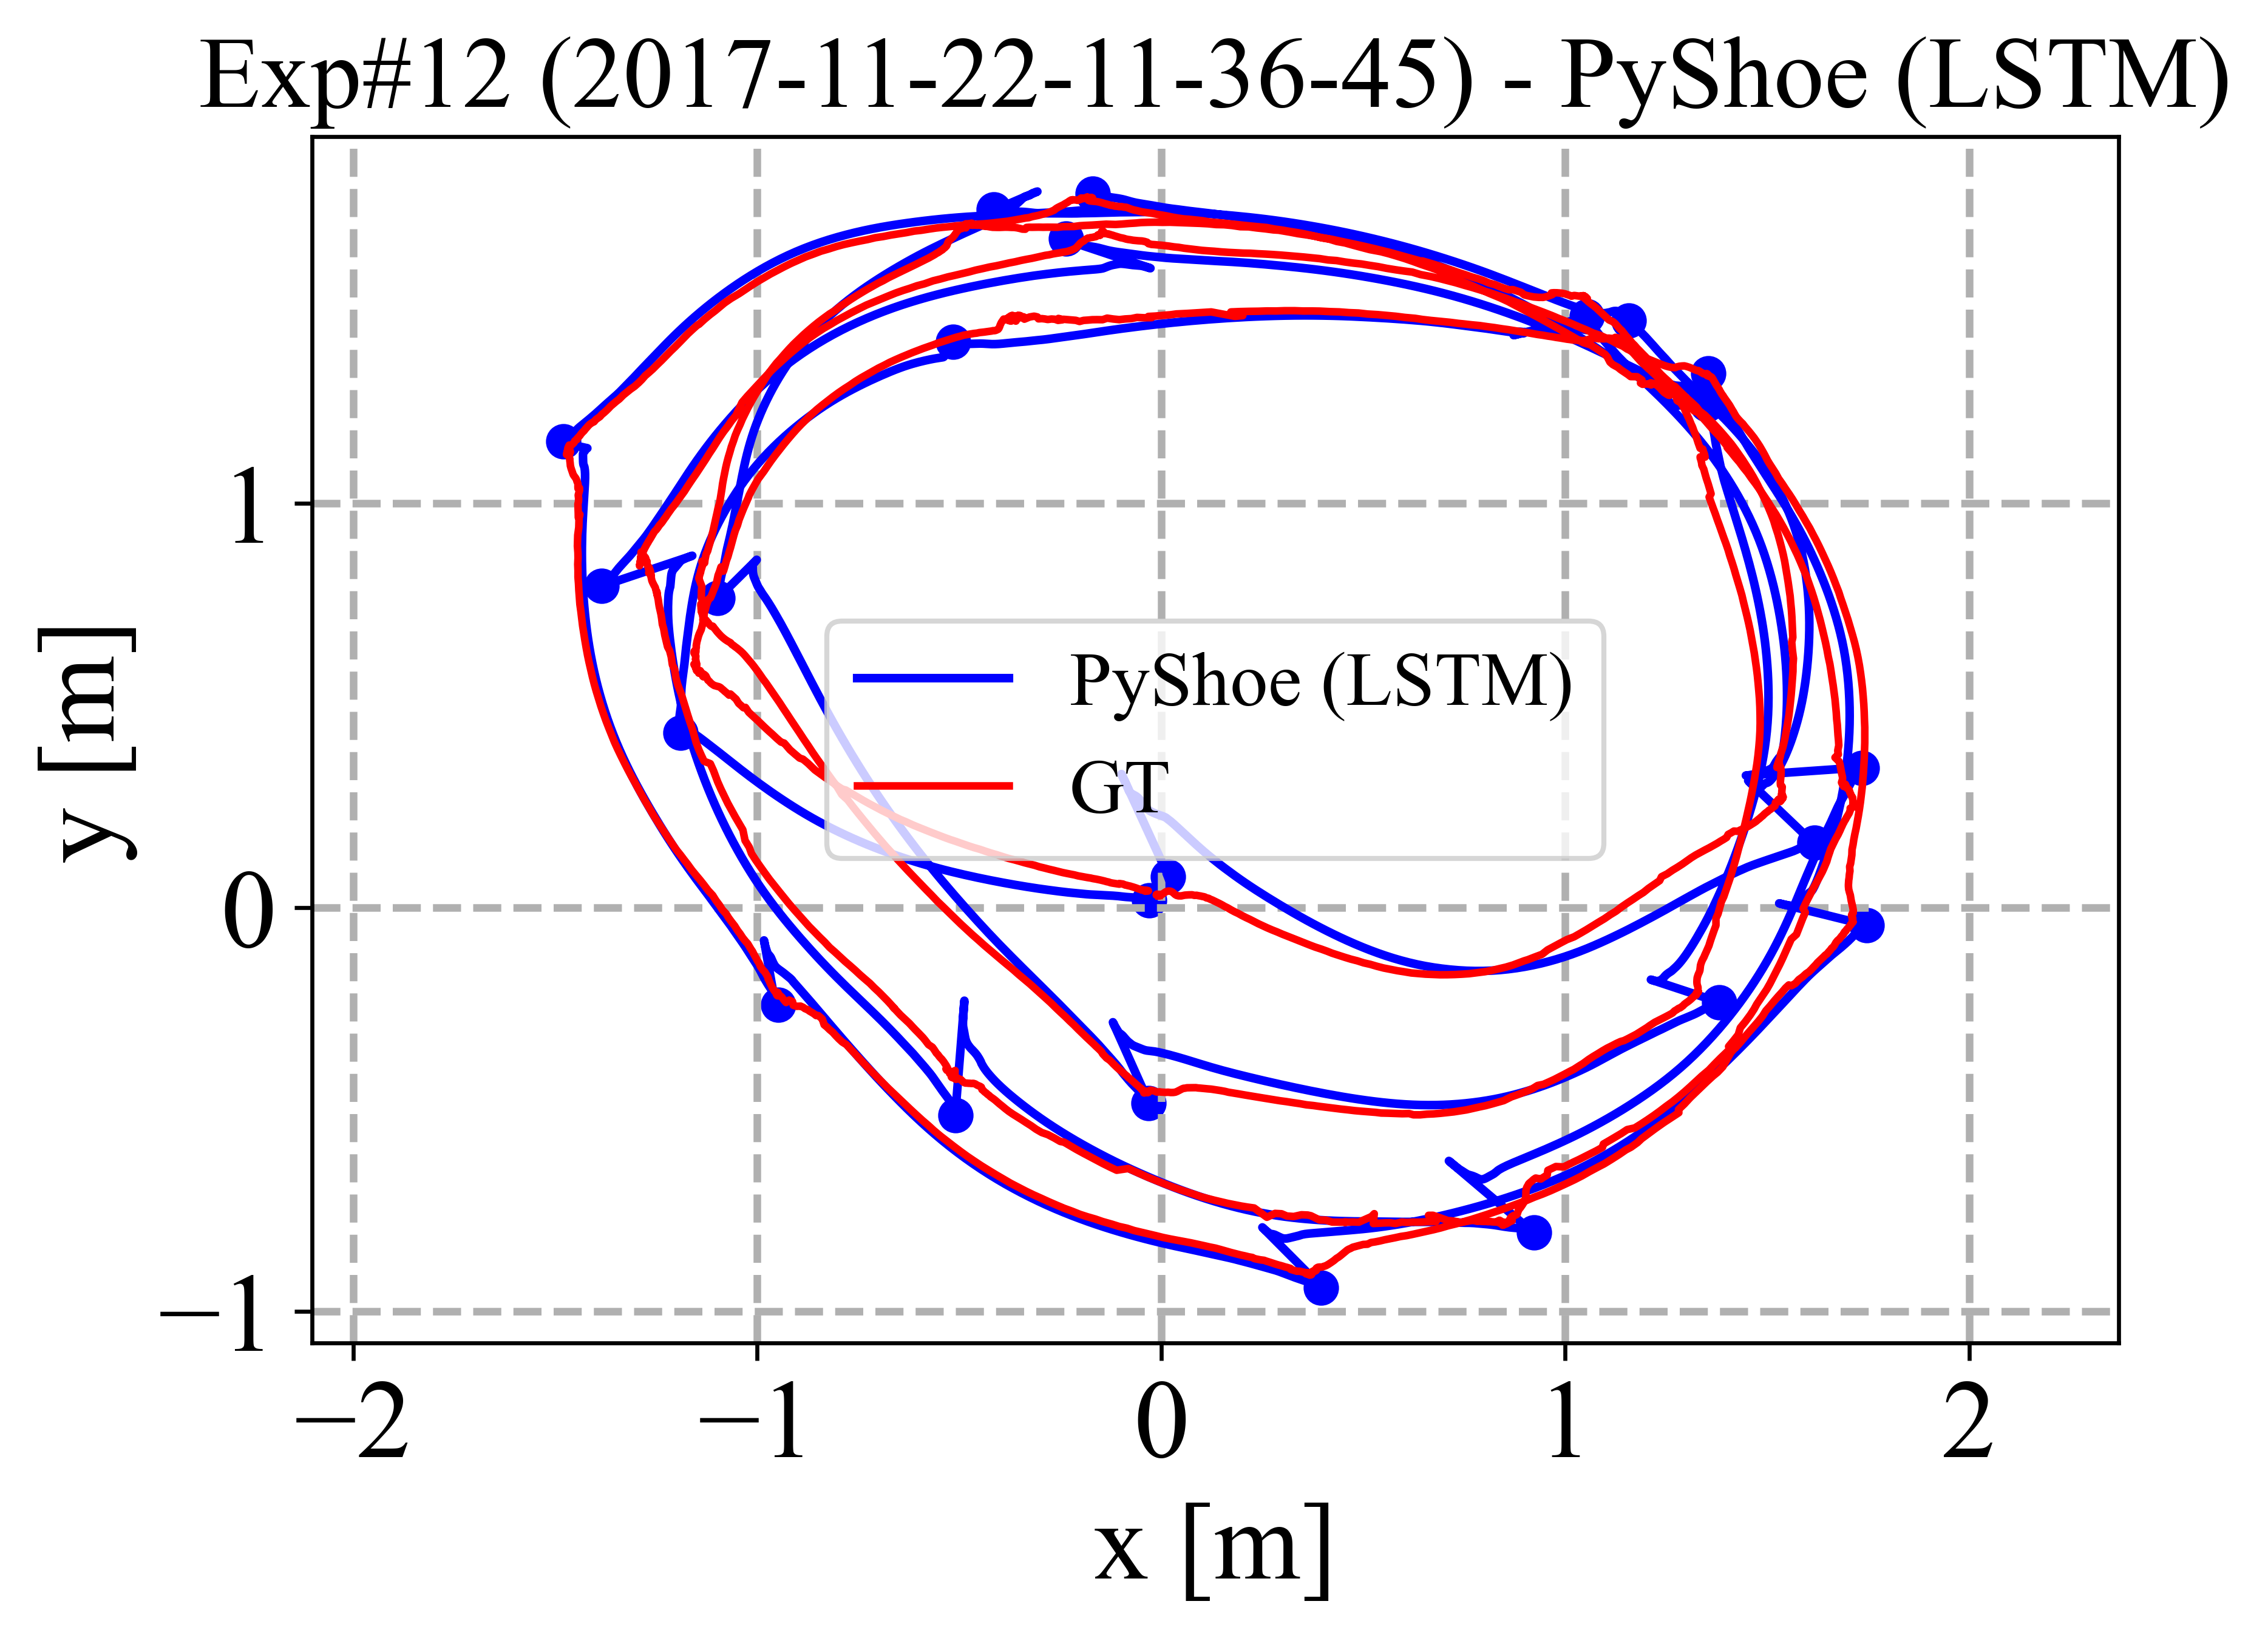 Exp#12 (2017-11-22-11-36-45) - PyShoe (LSTM)
y [m]
1
0
−1
PyShoe (LSTM)
GT
−2 −1 0 1 2
x [m]